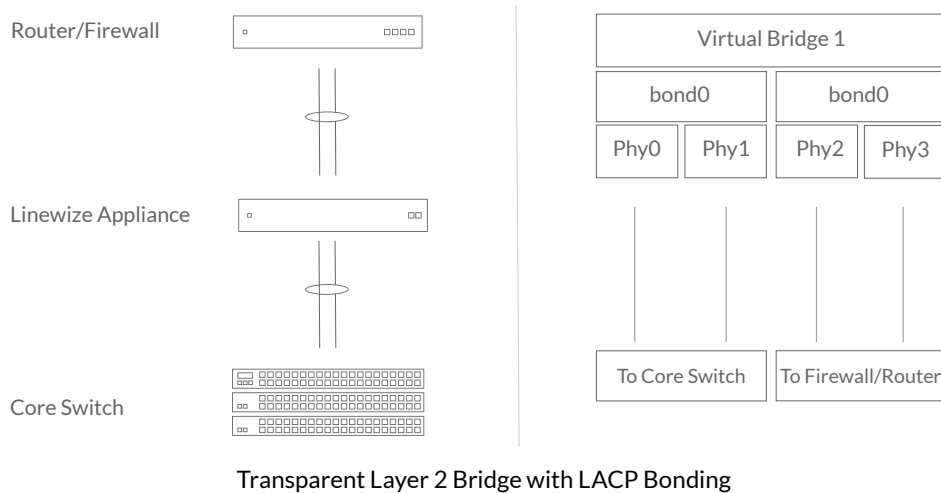 Router/Firewall
Linewize Appliance
Core Switch
Virtual Bridge 1
bond0 bond0
Phy0 Phy1 Phy2 Phy3
To Core Switch To Firewall/Router
Transparent Layer 2 Bridge with LACP Bonding